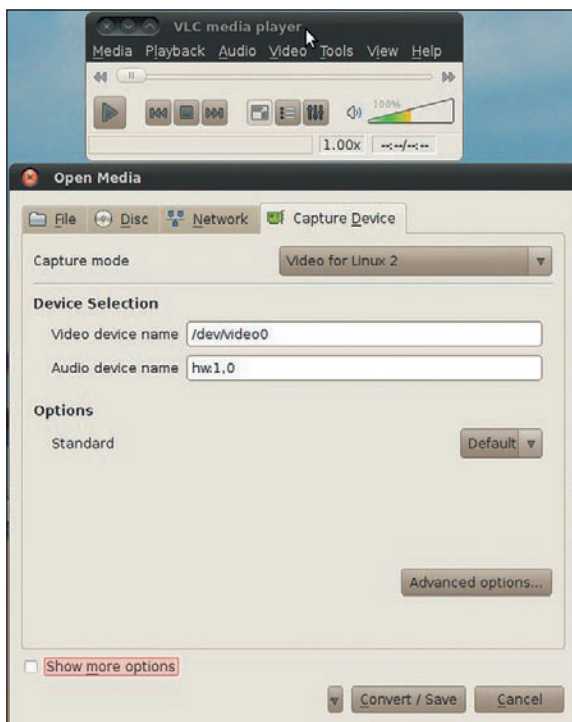 VLC media player
Media Playback Audio Video Tools View Help
100%
1.00x --:--/--:--
Open Media
File Disc Network Capture Device
Capture mode Video for Linux 2
Device Selection
Video device name /dev/video0
Audio device name hw:1,0
Options
Standard Default
Advanced options...
Show more options
Convert / Save Cancel